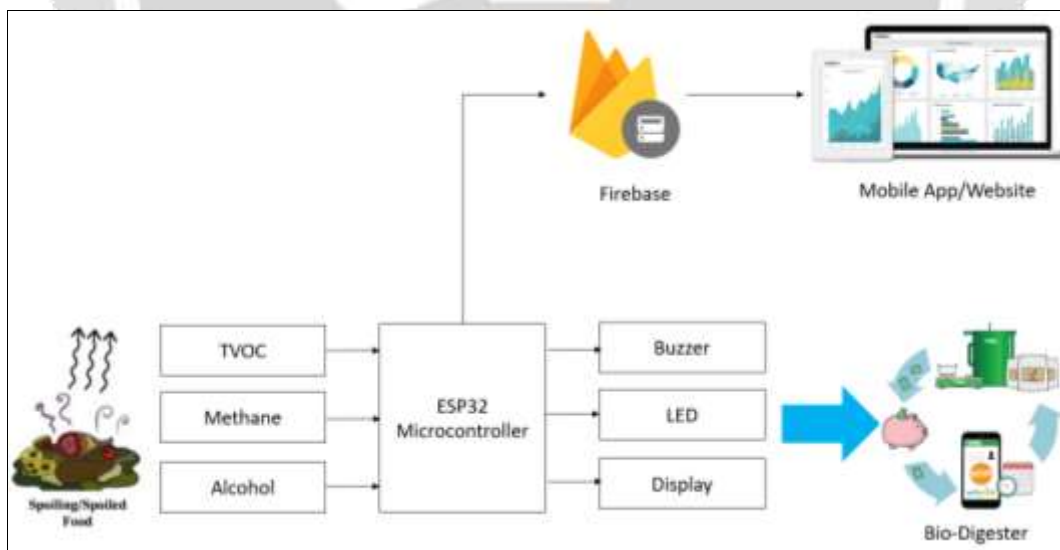 Firebase
Mobile App/Website
TVOC
Methane
Alcohol
ESP32
Microcontroller
Buzzer
LED
Display
Spoiling/Spoiled
Food
Bio-Digester